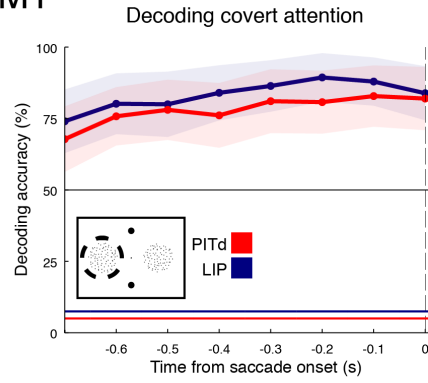 Decoding covert attention
Decoding accuracy (%)
100
75
50
25
0
PITd
LIP
-0.6 -0.5 -0.4 -0.3 -0.2 -0.1 0
Time from saccade onset (s)